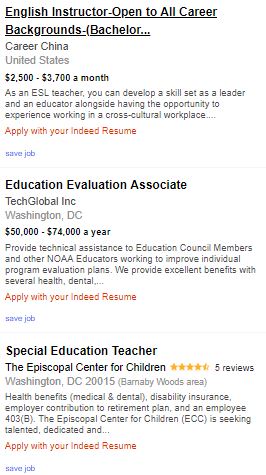 English Instructor-Open to All Career
Backgrounds-(Bachelor...
Career China
United States
$2,500 - $3,700 a month
As an ESL teacher, you can develop a skill set as a leader
and an educator alongside having the opportunity to
experience working in a cross-cultural workplace....
Apply with your Indeed Resume
save job
Education Evaluation Associate
TechGlobal Inc
Washington, DC
$50,000 - $74,000 a year
Provide technical assistance to Education Council Members
and other NOAA Educators working to improve individual
program evaluation plans. We provide excellent benefits with
several health, dental,...
Apply with your Indeed Resume
save job
Special Education Teacher
The Episcopal Center for Children 5 reviews
Washington, DC 20015 (Barnaby Woods area)
Health benefits (medical & dental), disability insurance,
employer contribution to retirement plan, and an employee
403(B). The Episcopal Center for Children (ECC) is seeking
talented, dedicated and...
Apply with your Indeed Resume
save job